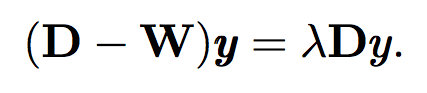 (D − W)y = λDy.